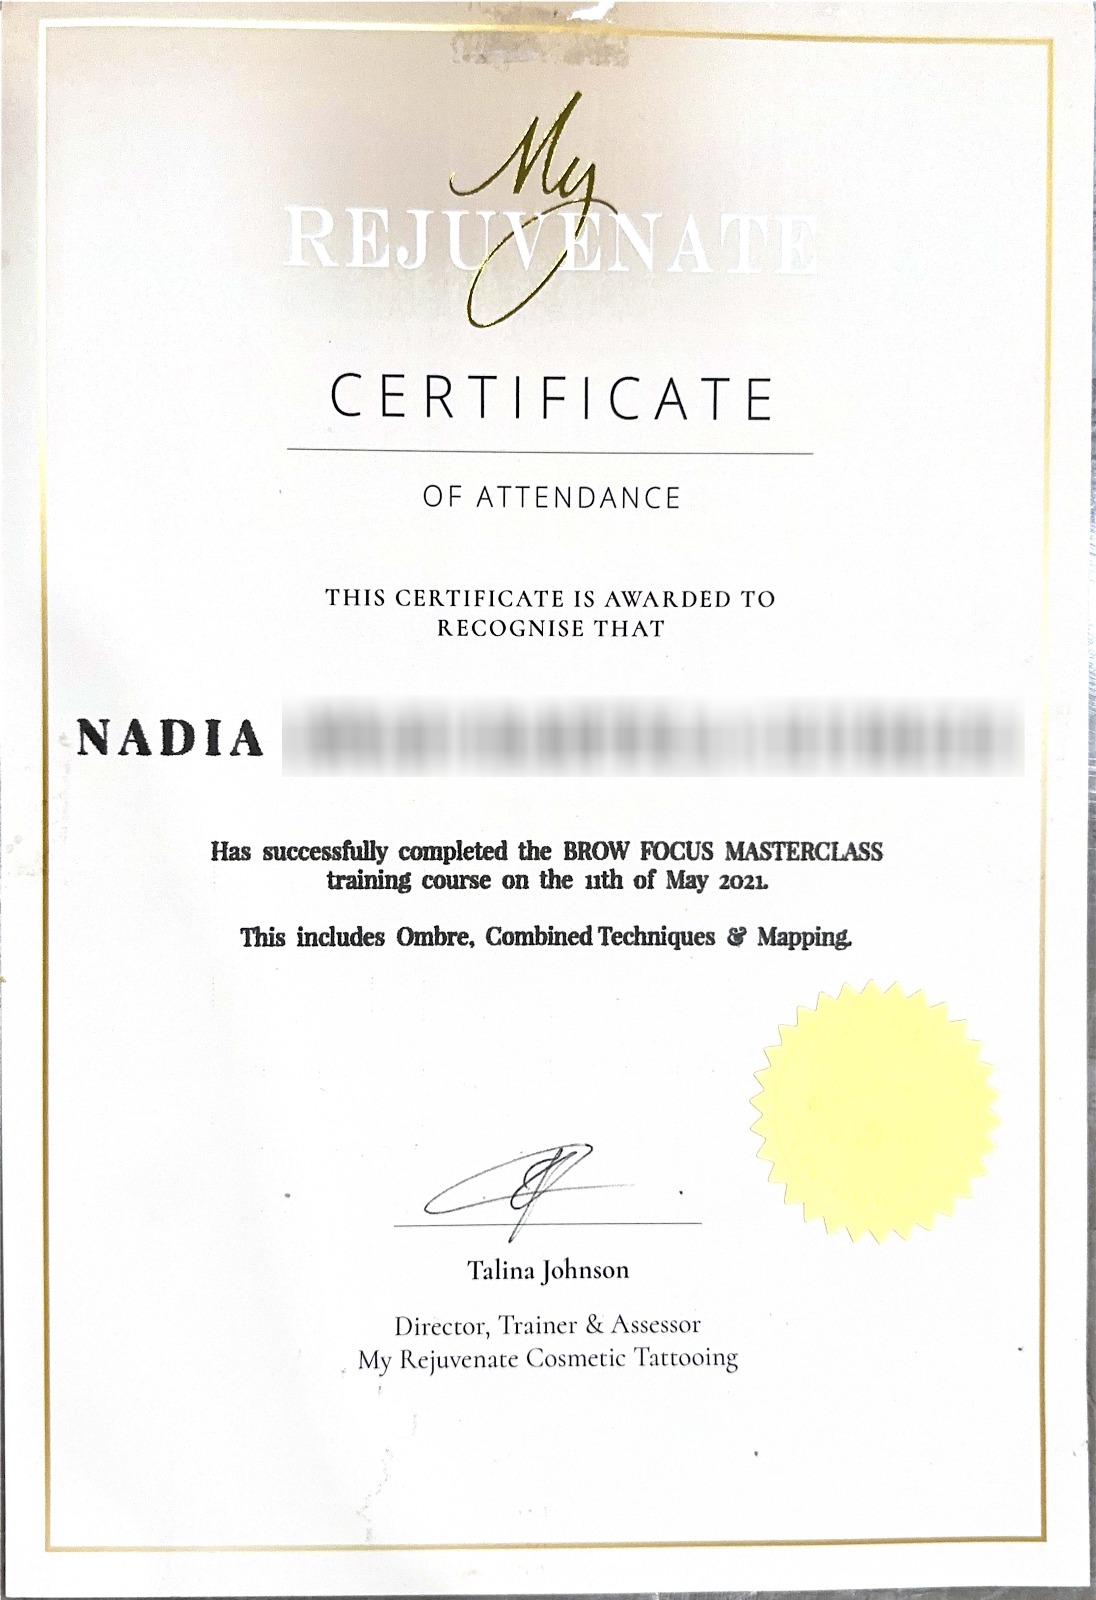 My
REJUVENATE
CERTIFICATE
OF ATTENDANCE
THIS CERTIFICATE IS AWARDED TO
RECOGNISE THAT
NADIA
Has successfully completed the BROW FOCUS MASTERCLASS
training course on the 11th of May 2021.
This includes Ombre, Combined Techniques & Mapping.
Talina Johnson
Director, Trainer & Assessor
My Rejuvenate Cosmetic Tattooing